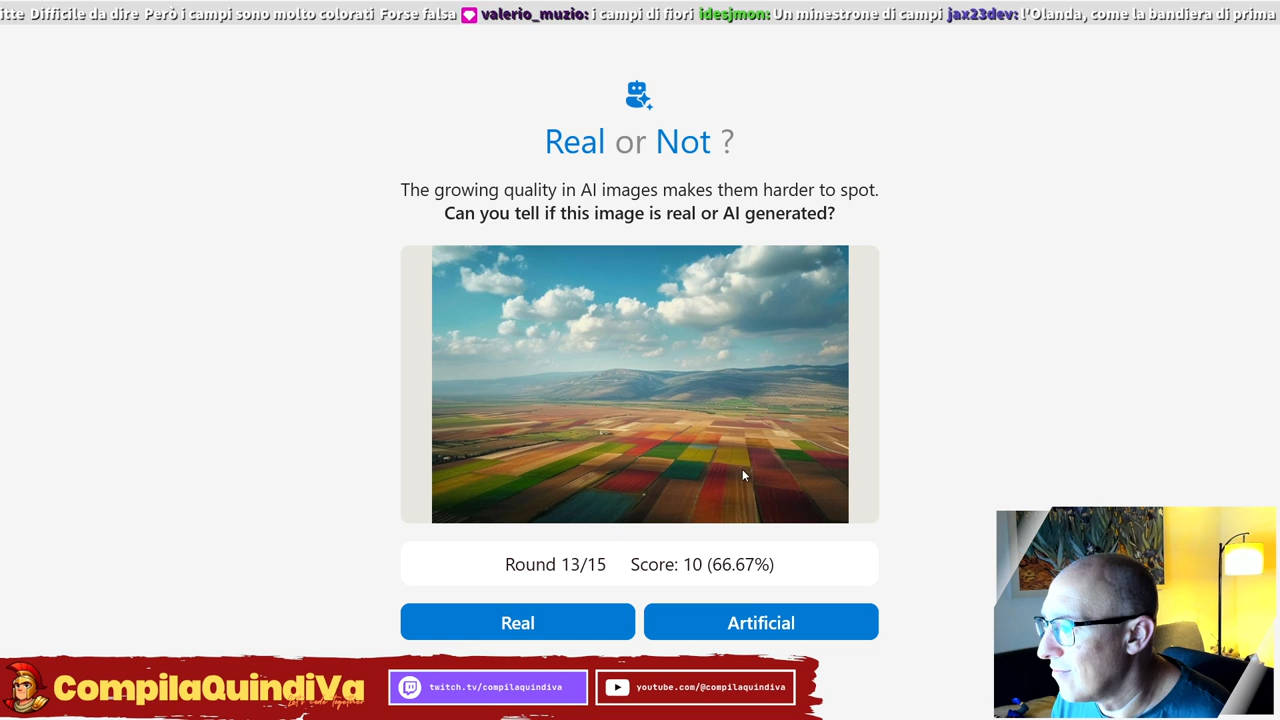 itte Difficile da dire Però i campi sono molto colorati Forse falsa valerio_muzio: i campi di fiori idesjmon: Un minestrone di campi jax23dev: l'Olanda, come la bandiera di prima
Real or Not ?
The growing quality in AI images makes them harder to spot.
Can you tell if this image is real or AI generated?
Round 13/15 Score: 10 (66.67%)
Real Artificial
CompilaQuindiVa
Let's Code Together
twitch.tv/compilaquindiva
youtube.com/@compilaquindiva